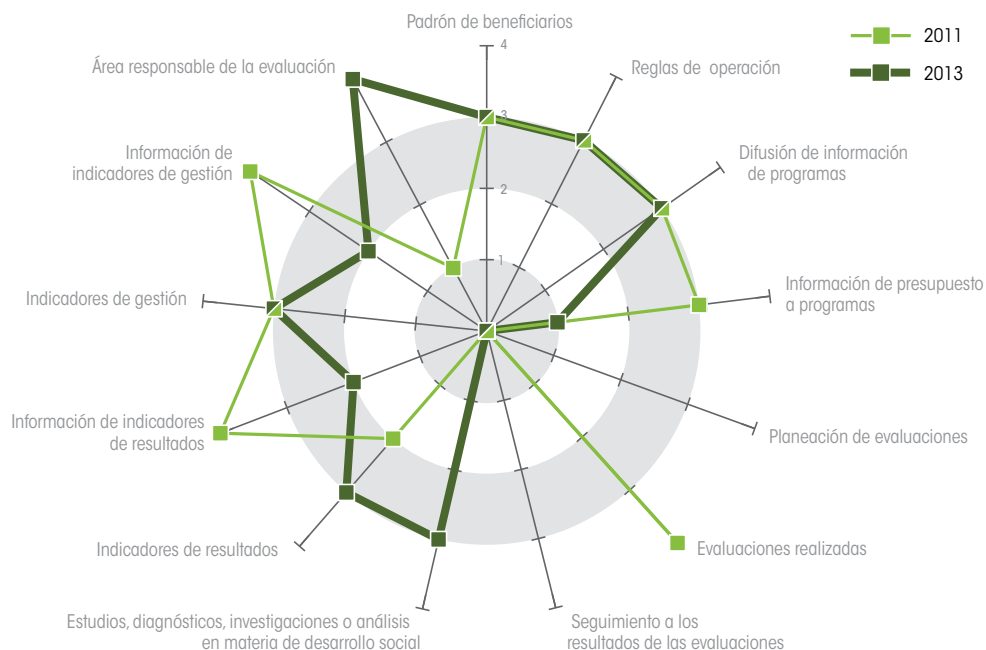 Padrón de beneficiarios
4
2011
2013
Área responsable de la evaluación
Reglas de operación
3
Información de
indicadores de gestión
Difusión de información
de programas
2
1
Indicadores de gestión
Información de presupuesto
a programas
Información de indicadores
de resultados
Planeación de evaluaciones
Indicadores de resultados
Evaluaciones realizadas
Estudios, diagnósticos, investigaciones o análisis
en materia de desarrollo social
Seguimiento a los
resultados de las evaluaciones